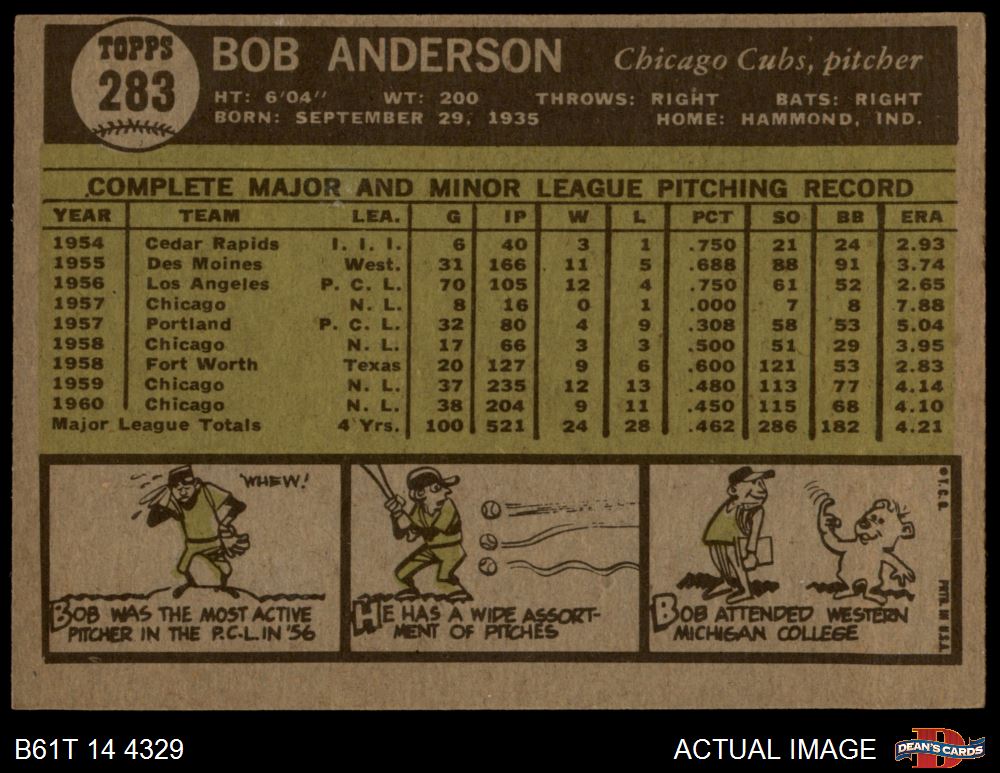 TOPPS
283
BOB ANDERSON Chicago Cubs, pitcher
HT: 6'04" WT: 200 THROWS: RIGHT BATS: RIGHT
BORN: SEPTEMBER 29, 1935 HOME: HAMMOND, IND.
COMPLETE MAJOR AND MINOR LEAGUE PITCHING RECORD
YEAR TEAM LEA. G IP W L PCT SO BB ERA
1954 Cedar Rapids I. I. I. 6 40 3 1 .750 21 24 2.93
1955 Des Moines West. 31 166 11 5 .688 88 91 3.74
1956 Los Angeles P. C. L. 70 105 12 4 .750 61 52 2.65
1957 Chicago N. L. 8 16 0 1 .000 7 8 7.88
1957 Portland P. C. L. 32 80 4 9 .308 58 53 5.04
1958 Chicago N. L. 17 66 3 3 .500 51 29 3.95
1958 Fort Worth Texas 20 127 9 6 .600 121 53 2.83
1959 Chicago N. L. 37 235 12 13 .480 113 77 4.14
1960 Chicago N. L. 38 204 9 11 .450 115 68 4.10
Major League Totals 4 Yrs. 100 521 24 28 .462 286 182 4.21
WHEW!
BOB WAS THE MOST ACTIVE
PITCHER IN THE P.C.L. IN '56
HE HAS A WIDE ASSORT-
MENT OF PITCHES
BOB ATTENDED WESTERN
MICHIGAN COLLEGE
© T.C.G. PRTD. IN U.S.A.
B61T 14 4329 ACTUAL IMAGE
D
DEAN'S CARDS